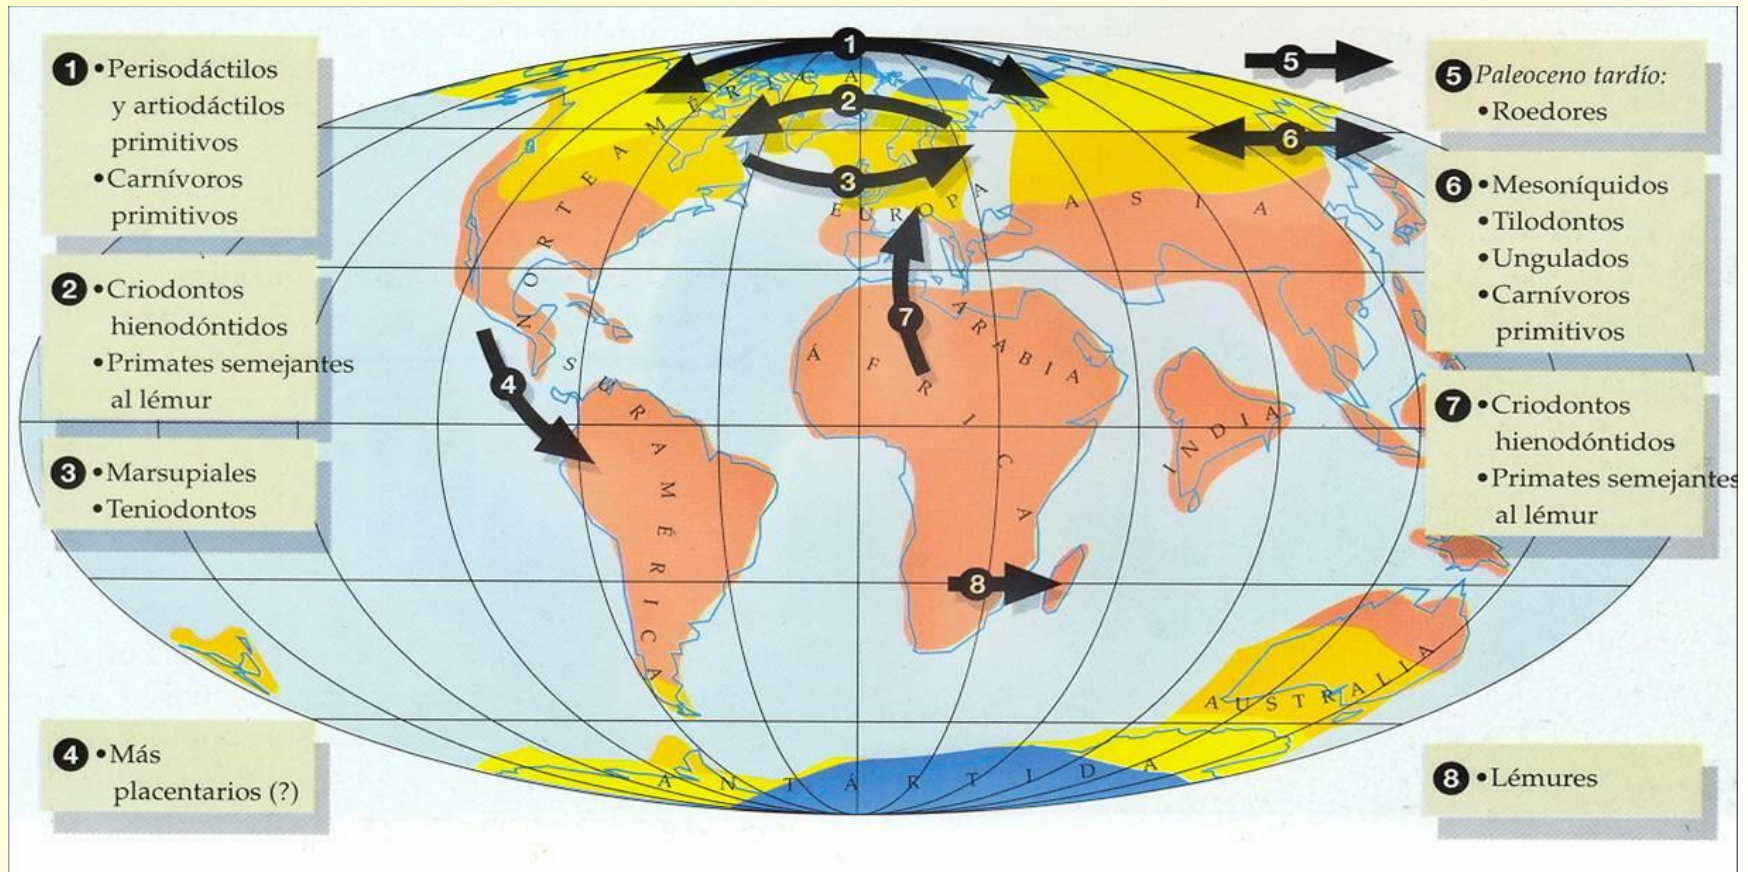 1 •Perisodáctilos
y artiodáctilos
primitivos
•Carnívoros
primitivos
2 •Criodontos
hienodóntidos
•Primates semejantes
al lémur
3 •Marsupiales
•Teniodontos
4 •Más
placentarios (?)
1
2
3
4
5
6
7
8
NORTEAMÉRICA
EUROPA
ASIA
SURAMÉRICA
ÁFRICA
ARABIA
INDIA
AUSTRALIA
ANTÁRTIDA
5 Paleoceno tardío:
•Roedores
6 •Mesoníquidos
•Tilodontos
•Ungulados
•Carnívoros
primitivos
7 •Criodontos
hienodóntidos
•Primates semejantes
al lémur
8 •Lémures